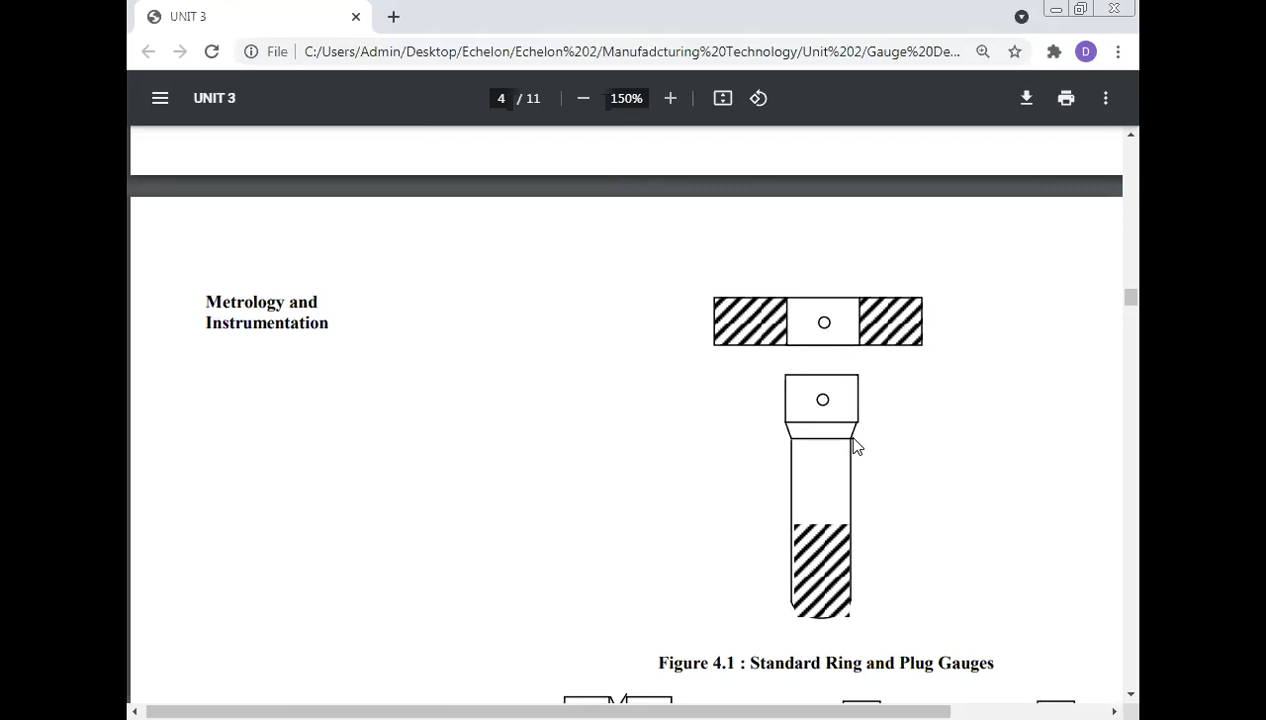 UNIT 3
File
C:/Users/Admin/Desktop/Echelon/Echelon%202/Manufadcturing%20Technology/Unit%202/Gauge%20De...
D
UNIT 3
4 / 11
150%
Metrology and
Instrumentation
Figure 4.1 : Standard Ring and Plug Gauges